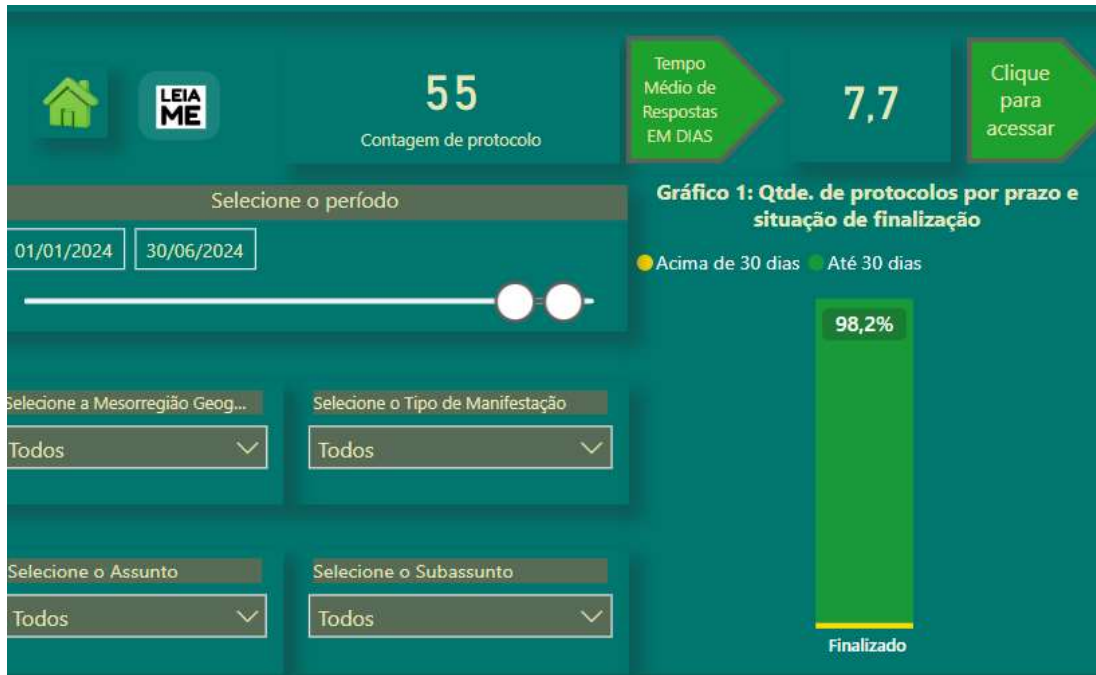 LEIA
ME
55
Contagem de protocolo
Tempo
Médio de
Respostas
EM DIAS
7,7
Clique
para
acessar
Selecione o período
01/01/2024
30/06/2024
Gráfico 1: Qtde. de protocolos por prazo e
situação de finalização
Acima de 30 dias
Até 30 dias
98,2%
Finalizado
Selecione a Mesorregião Geog...
Todos
Selecione o Tipo de Manifestação
Todos
Selecione o Assunto
Todos
Selecione o Subassunto
Todos